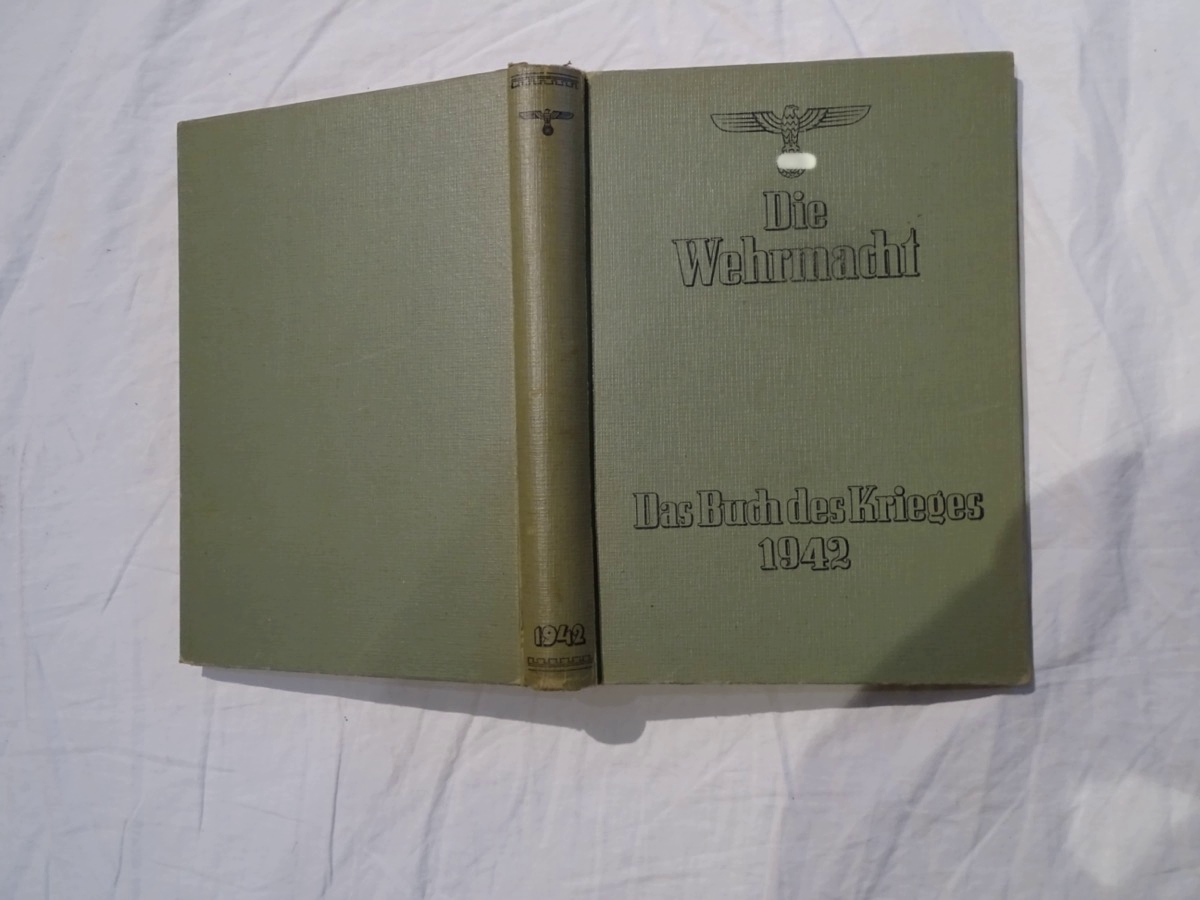 1942
Die
Wehrmacht
Das Buch des Krieges
1942